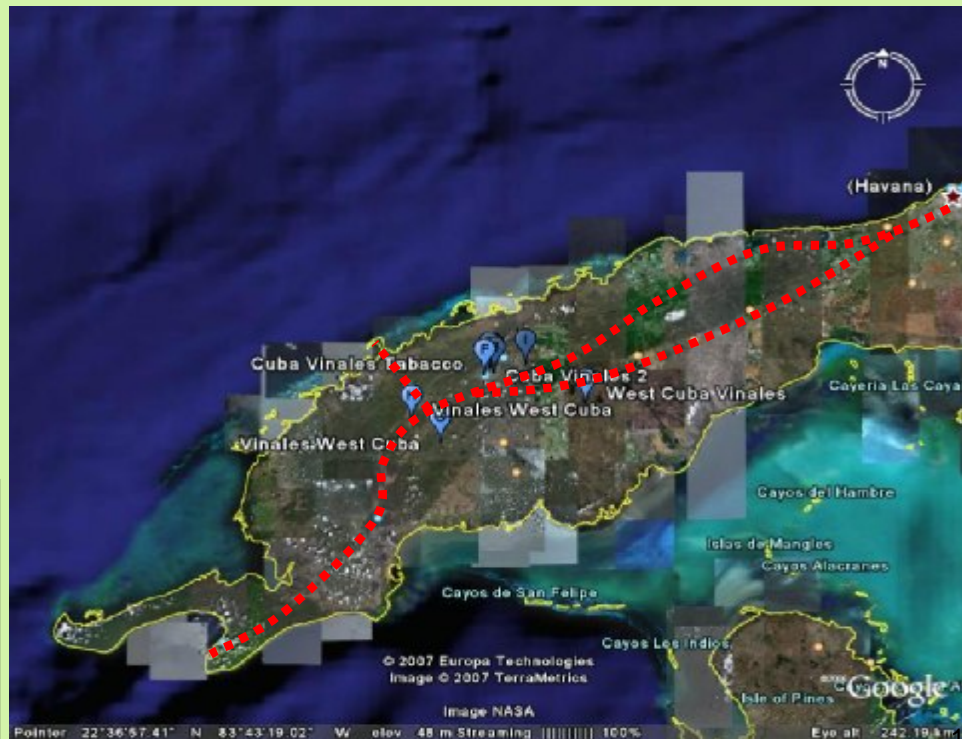 N
(Havana)
Cuba Vinales Tabacco
Cuba Vinales 2
West Cuba Vinales
Vinales West Cuba
Vinales West Cuba
Cayos del Hambre
Islas de Mangles
Cayos Alacranes
Cayos de San Felipe
Cayos Los Indios
Isle of Pines
© 2007 Europa Technologies
Image © 2007 TerraMetrics
Image NASA
Google
Pointer 22°36'57.41" N 83°43'19.02" W elev 48 m Streaming 100% Eye alt 242.19 km